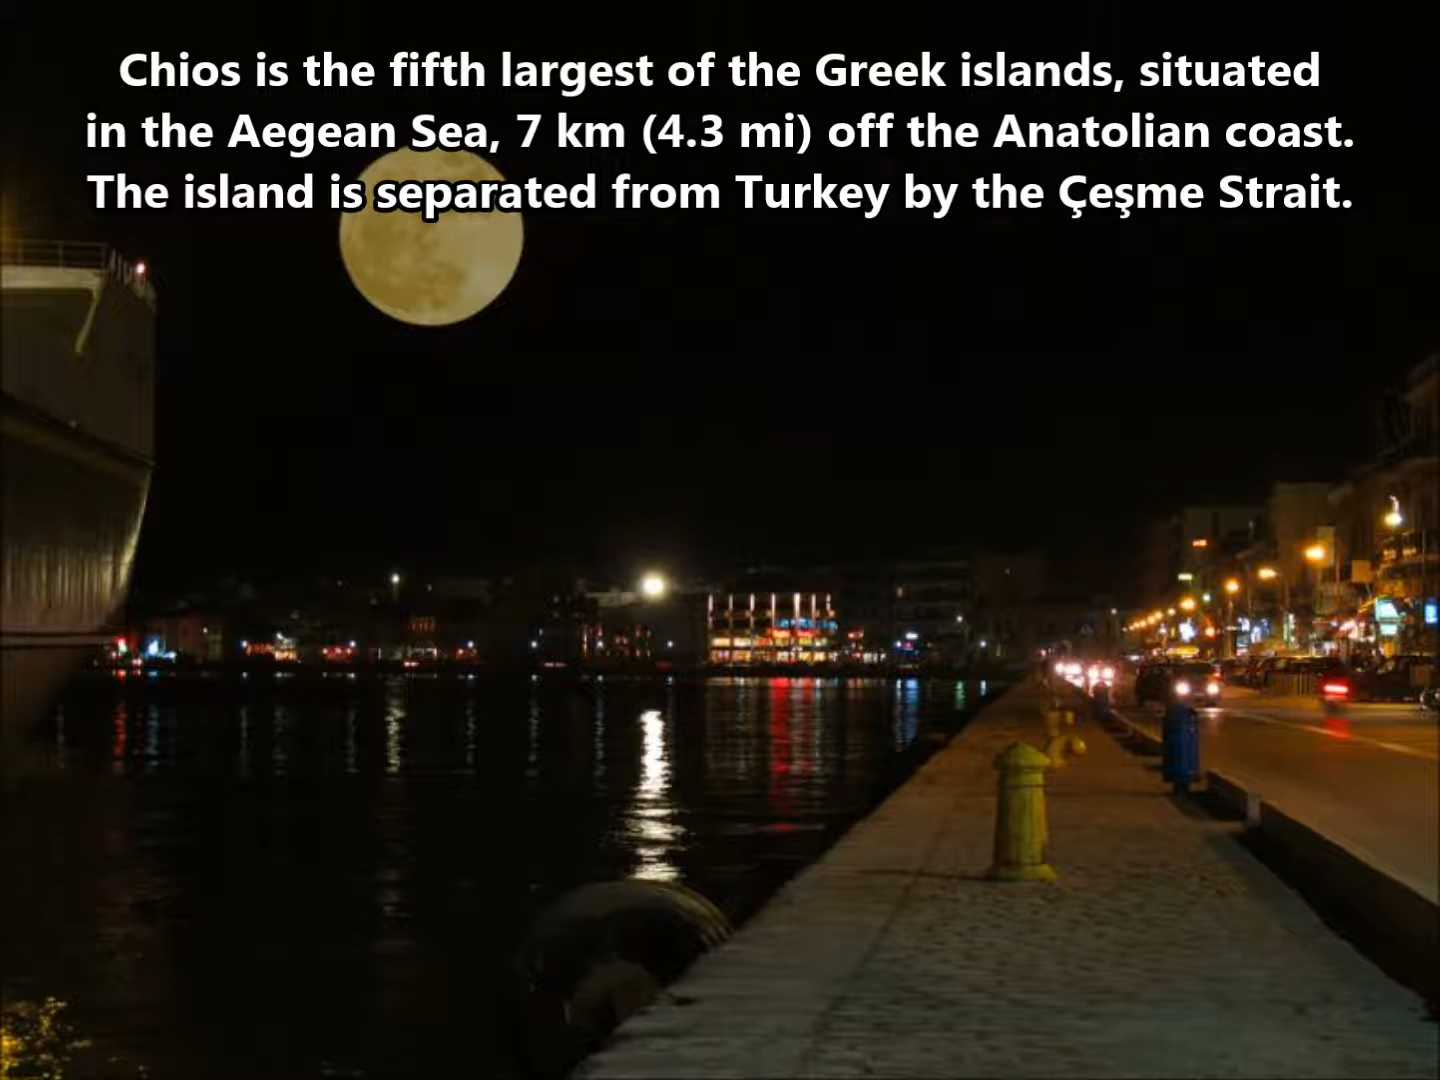 Chios is the fifth largest of the Greek islands, situated
in the Aegean Sea, 7 km (4.3 mi) off the Anatolian coast.
The island is separated from Turkey by the Çeşme Strait.